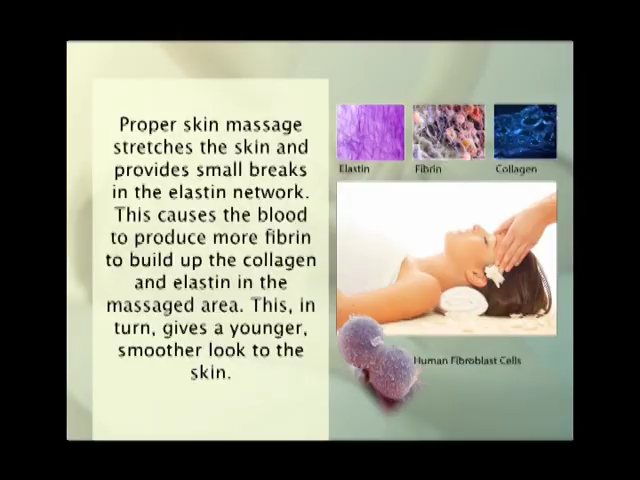 Proper skin massage
stretches the skin and
provides small breaks
in the elastin network.
This causes the blood
to produce more fibrin
to build up the collagen
and elastin in the
massaged area. This, in
turn, gives a younger,
smoother look to the
skin.
Elastin
Fibrin
Collagen
Human Fibroblast Cells